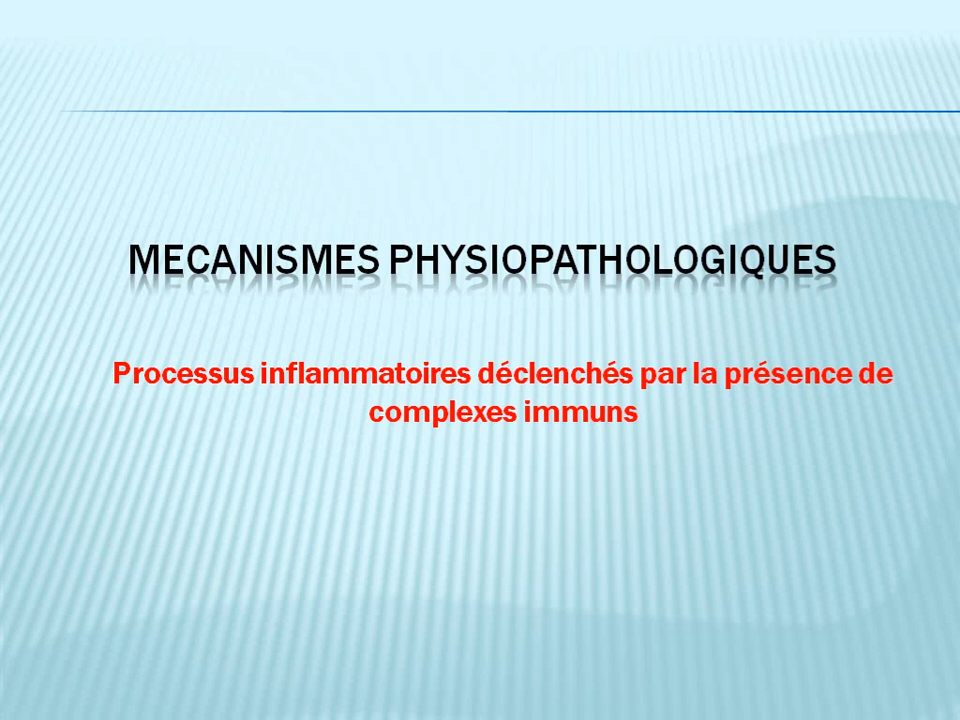 MECANISMES PHYSIOPATHOLOGIQUES
Processus inflammatoires déclenchés par la présence de
complexes immuns